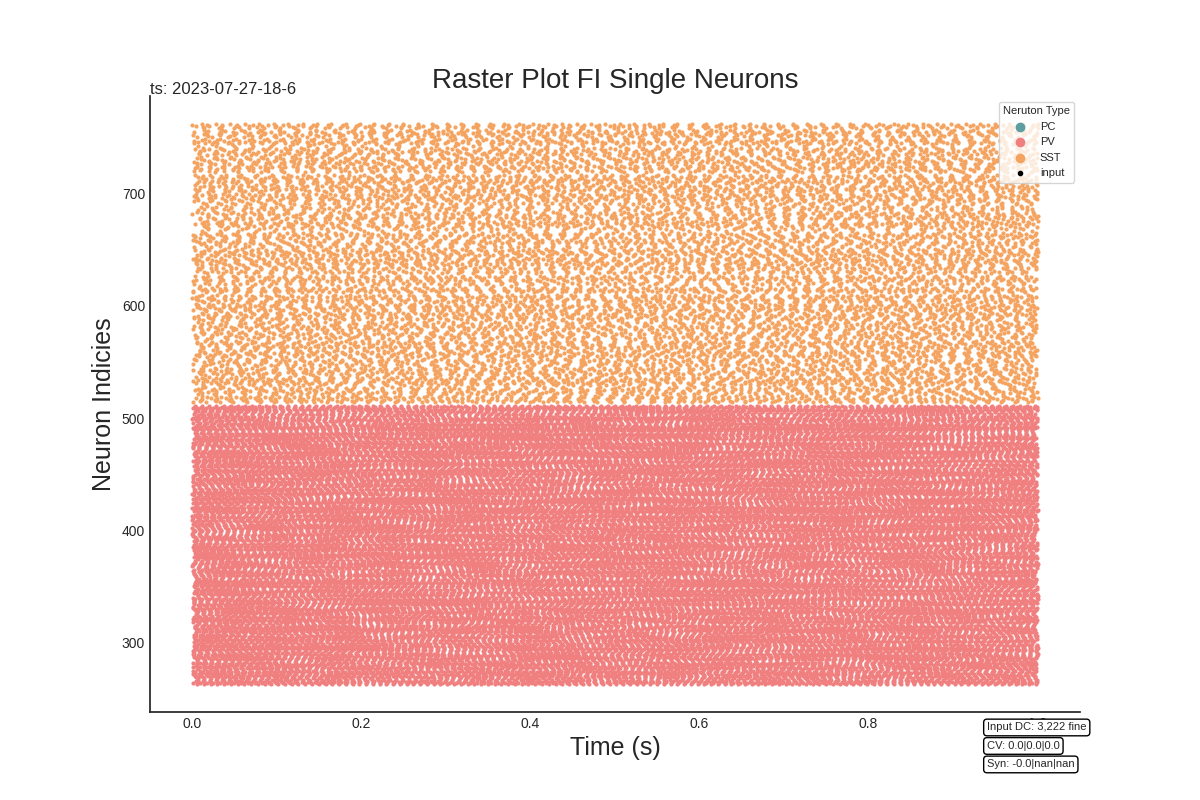 Raster Plot FI Single Neurons
ts: 2023-07-27-18-6
Neruton Type
PC
PV
SST
input
700
600
500
400
300
Neuron Indicies
0.0 0.2 0.4 0.6 0.8
Time (s)
Input DC: 3,222 fine
CV: 0.0|0.0|0.0
Syn: -0.0|nan|nan